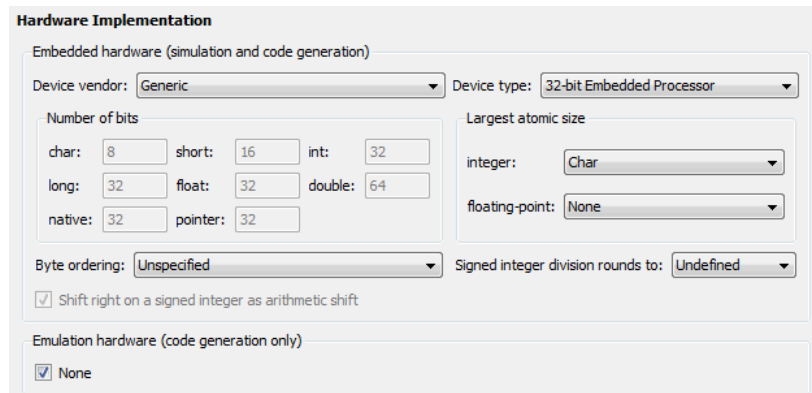 Hardware Implementation
Embedded hardware (simulation and code generation)
Device vendor: Generic Device type: 32-bit Embedded Processor
Number of bits Largest atomic size
char: 8 short: 16 int: 32
integer: Char
long: 32 float: 32 double: 64
floating-point: None
native: 32 pointer: 32
Byte ordering: Unspecified Signed integer division rounds to: Undefined
Shift right on a signed integer as arithmetic shift
Emulation hardware (code generation only)
None